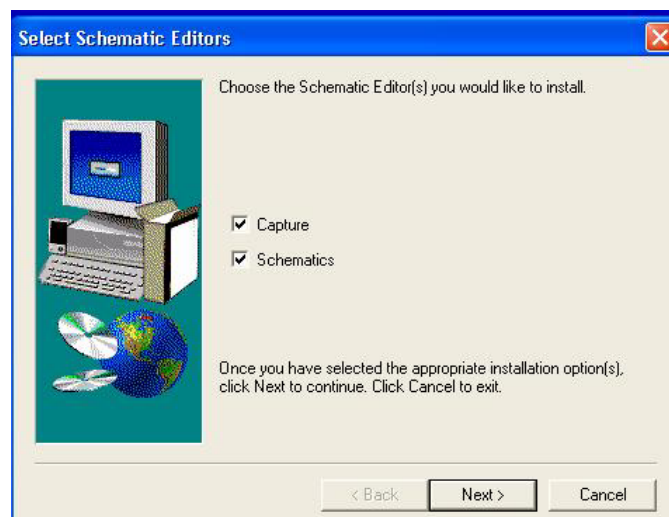 Select Schematic Editors
Choose the Schematic Editor(s) you would like to install.
Capture
Schematics
Once you have selected the appropriate installation option(s),
click Next to continue. Click Cancel to exit.
< Back
Next >
Cancel